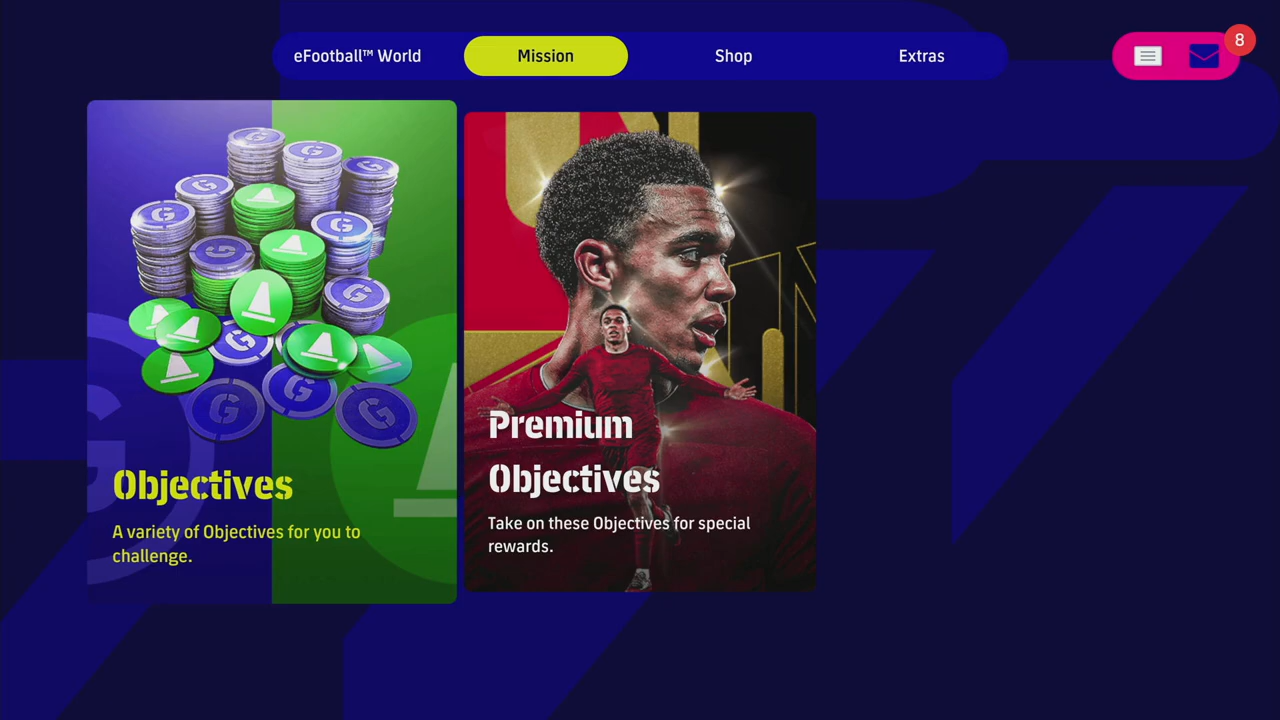 eFootball™ World
Mission
Shop
Extras
8
Objectives
A variety of Objectives for you to
challenge.
Premium
Objectives
Take on these Objectives for special
rewards.